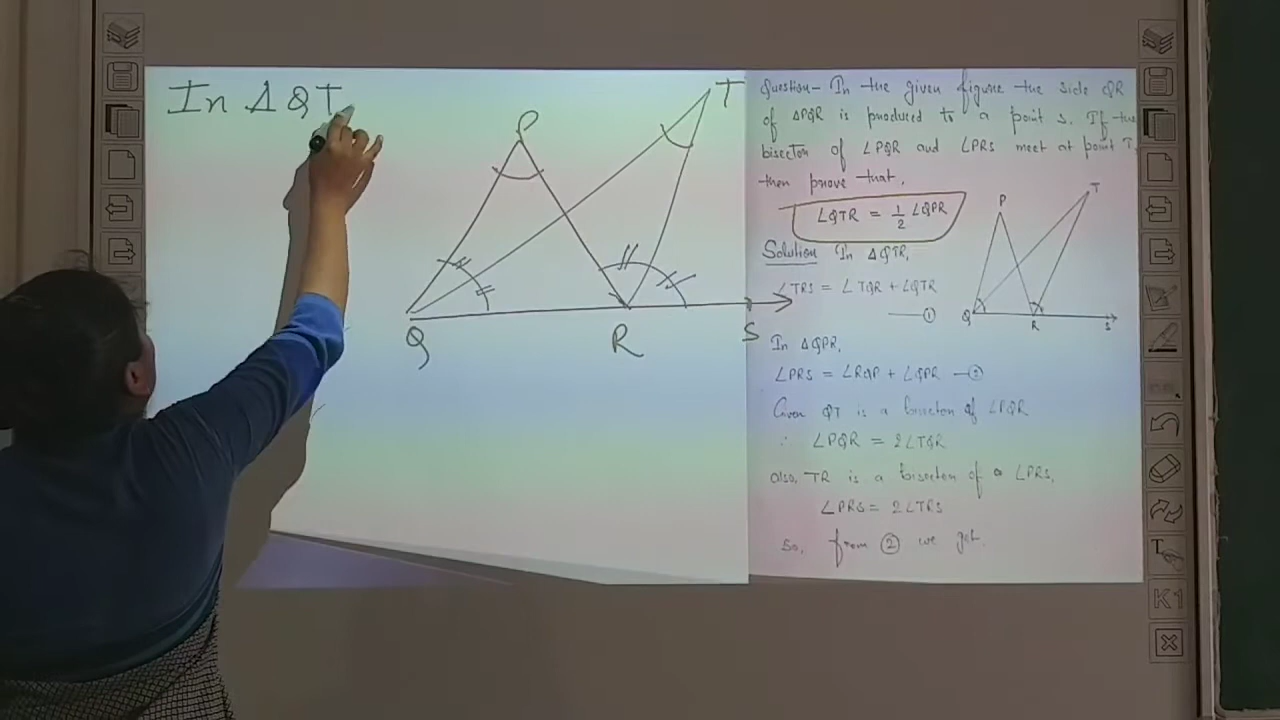 In Δ QT
P
T
Q
R
S
Question- In the given figure the side QR
of ΔPQR is produced to a point S. If the
bisector of ∠PQR and ∠PRS meet at point T,
then prove that,
∠QTR = 1/2 ∠QPR
Solution In ΔQTR,
∠TRS = ∠TQR + ∠QTR
①
In ΔQPR,
∠PRS = ∠RQP + ∠QPR —②
Given QT is a bisector of ∠PQR
∴ ∠PQR = 2∠TQR
also, TR is a bisector of a ∠PRS,
∠PRS = 2∠TRS
So, from ② we get.
P
T
Q
R
S
T
K1